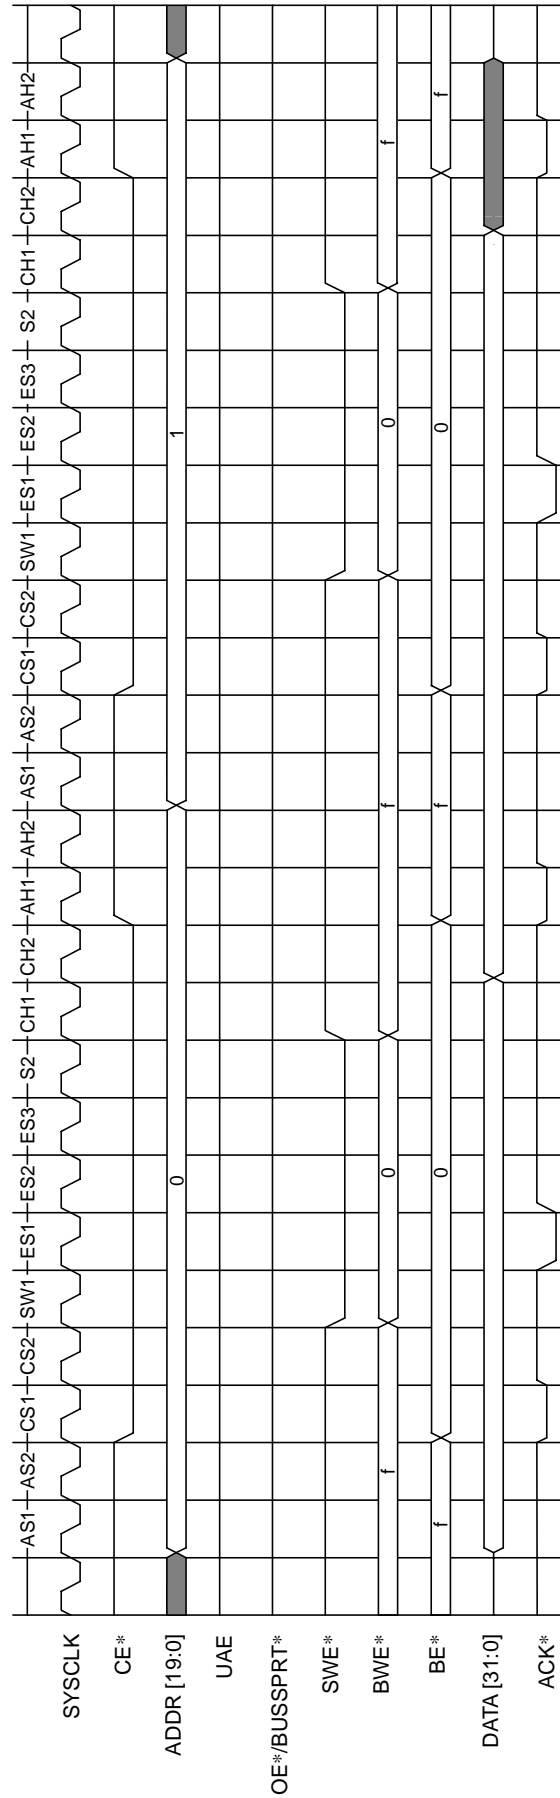 AS1 AS2 CS1 CS2 SW1 ES1 ES2 ES3 S2 CH1 CH2 AH1 AH2 AS1 AS2 CS1 CS2 SW1 ES1 ES2 ES3 S2 CH1 CH2 AH1 AH2
SYSCLK
CE*
ADDR [19:0] 0 1
UAE
OE*/BUSSPRT*
SWE*
BWE* f 0 f 0 f
BE* f 0 f 0 f
DATA [31:0]
ACK*